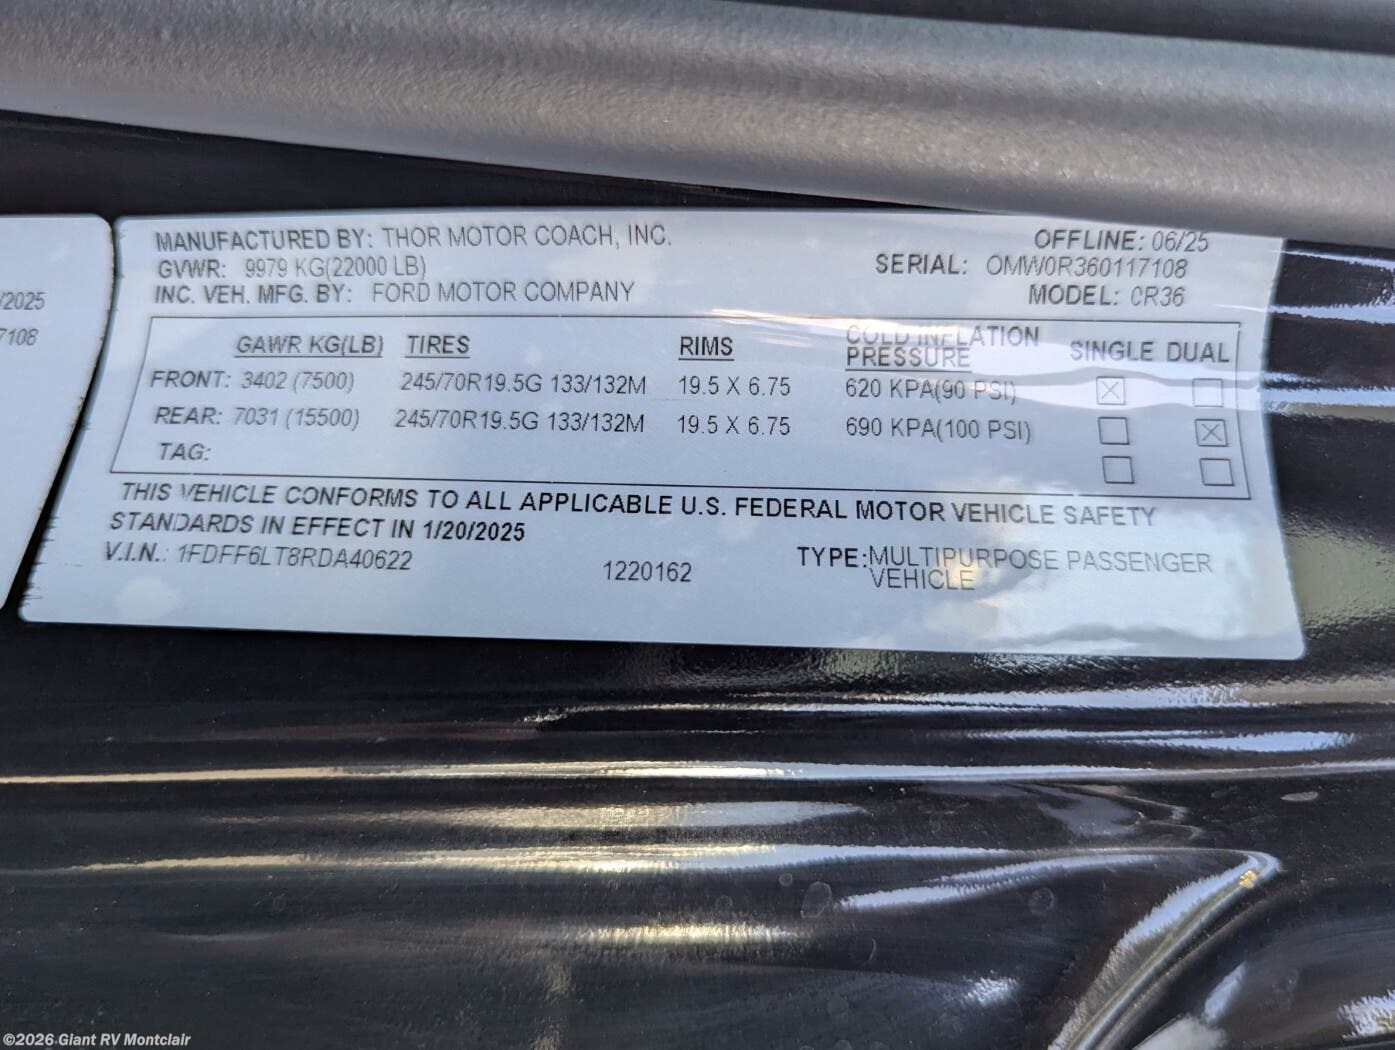 /2025
7108
MANUFACTURED BY: THOR MOTOR COACH, INC.
OFFLINE: 06/25
GVWR: 9979 KG(22000 LB)
SERIAL: OMW0R360117108
INC. VEH. MFG. BY: FORD MOTOR COMPANY
MODEL: CR36
GAWR KG(LB) TIRES RIMS COLD INFLATION PRESSURE SINGLE DUAL
FRONT: 3402 (7500) 245/70R19.5G 133/132M 19.5 X 6.75 620 KPA(90 PSI) ☒ ☐
REAR: 7031 (15500) 245/70R19.5G 133/132M 19.5 X 6.75 690 KPA(100 PSI) ☐ ☒
TAG: ☐ ☐
THIS VEHICLE CONFORMS TO ALL APPLICABLE U.S. FEDERAL MOTOR VEHICLE SAFETY
STANDARDS IN EFFECT IN 1/20/2025
V.I.N.: 1FDFF6LT8RDA40622
1220162
TYPE: MULTIPURPOSE PASSENGER
VEHICLE
©2026 Giant RV Montclair